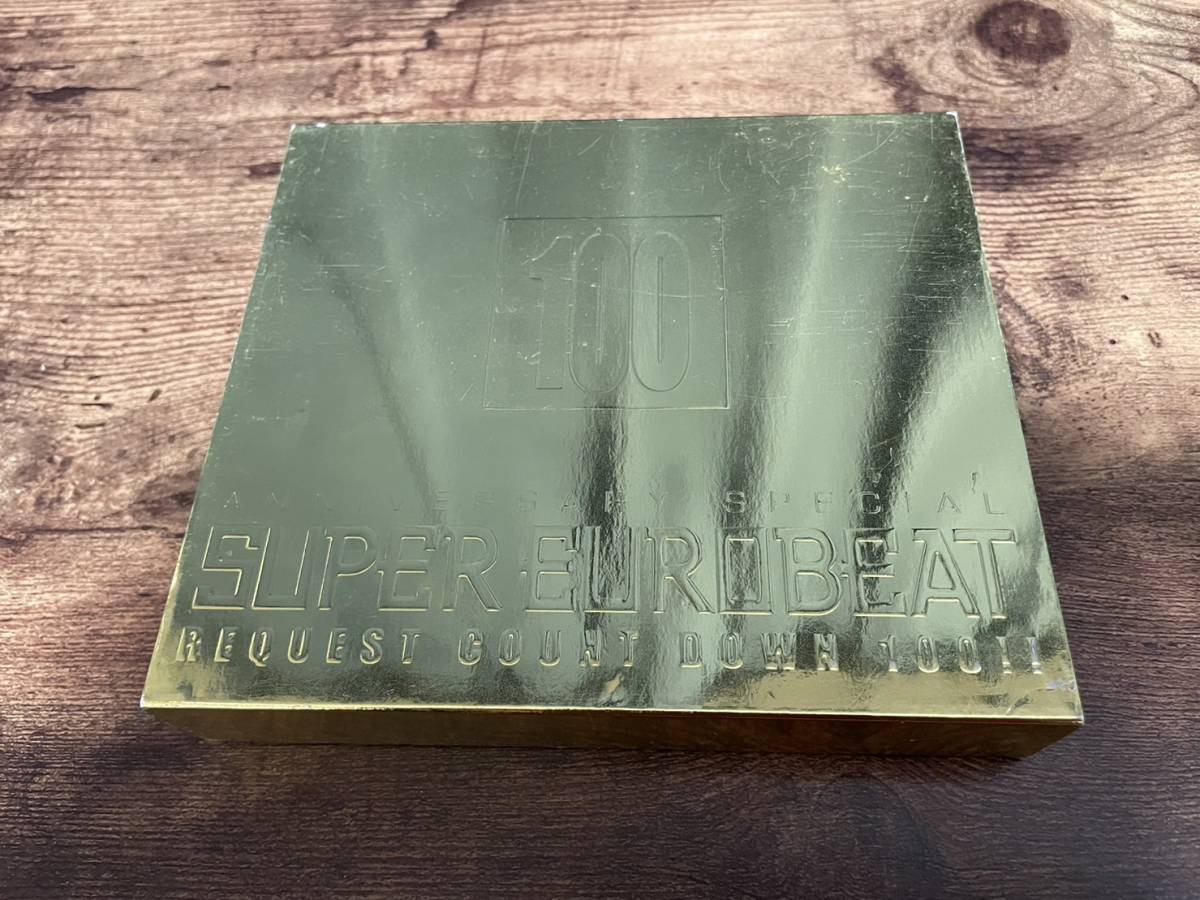 100
ANNIVERSARY SPECIAL
SUPER EUROBEAT
REQUEST COUNT DOWN 100!!